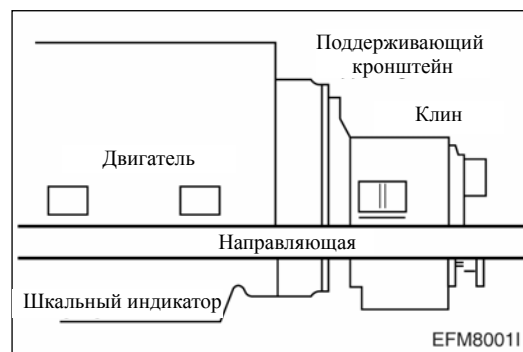 Поддерживающий
кронштейн
Клин
Двигатель
Направляющая
Шкальный индикатор
EFM8001I